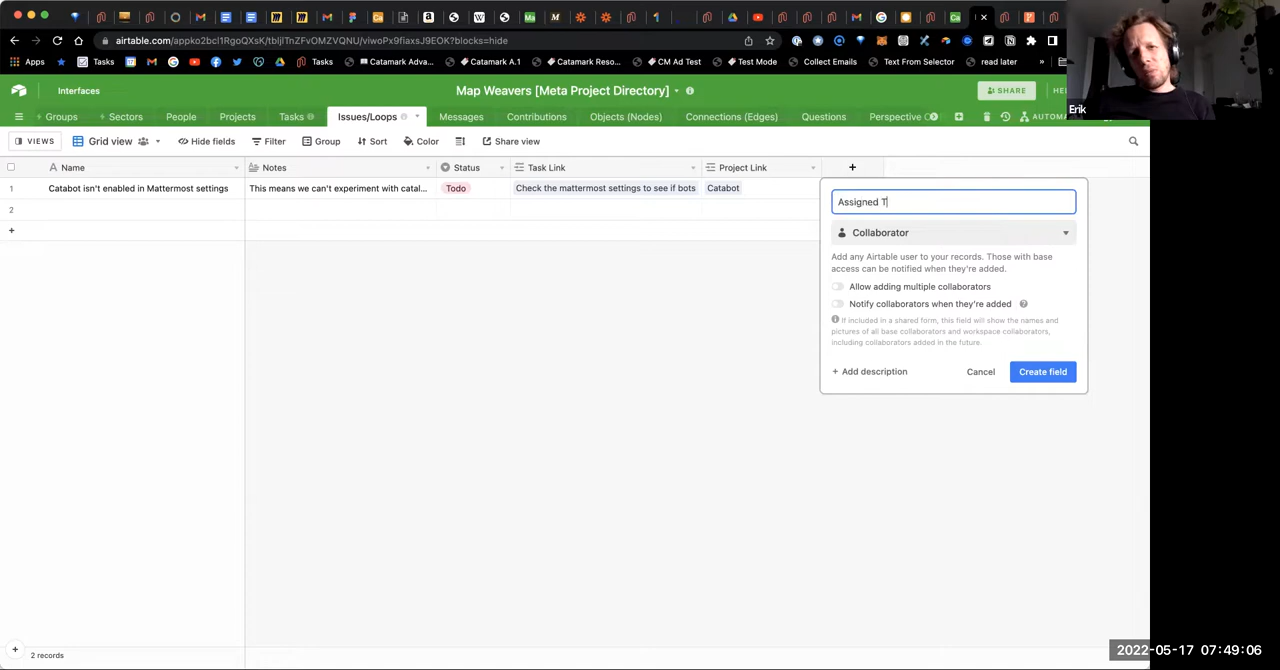 airtable.com/appko2bcl1RgoQXsK/tbljiTnZFvOMZVQNU/viwoPx9fiaxsJ9EOK?blocks=hide
Apps Tasks Tasks Catamark Adva... Catamark A.1 Catamark Reso... CM Ad Test Test Mode Collect Emails Text From Selector read later »
Interfaces Map Weavers [Meta Project Directory] SHARE HEL
Erik
Groups Sectors People Projects Tasks Issues/Loops Messages Contributions Objects (Nodes) Connections (Edges) Questions Perspective C AUTOMA
VIEWS Grid view Hide fields Filter Group Sort Color Share view
Name Notes Status Task Link Project Link +
1 Catabot isn't enabled in Mattermost settings This means we can't experiment with catal... Todo Check the mattermost settings to see if bots Catabot
2
+
Assigned T
Collaborator
Add any Airtable user to your records. Those with base
access can be notified when they're added.
Allow adding multiple collaborators
Notify collaborators when they're added
If included in a shared form, this field will show the names and
pictures of all base collaborators and workspace collaborators,
including collaborators added in the future.
+ Add description Cancel Create field
+ 2 records
2022-05-17 07:49:06